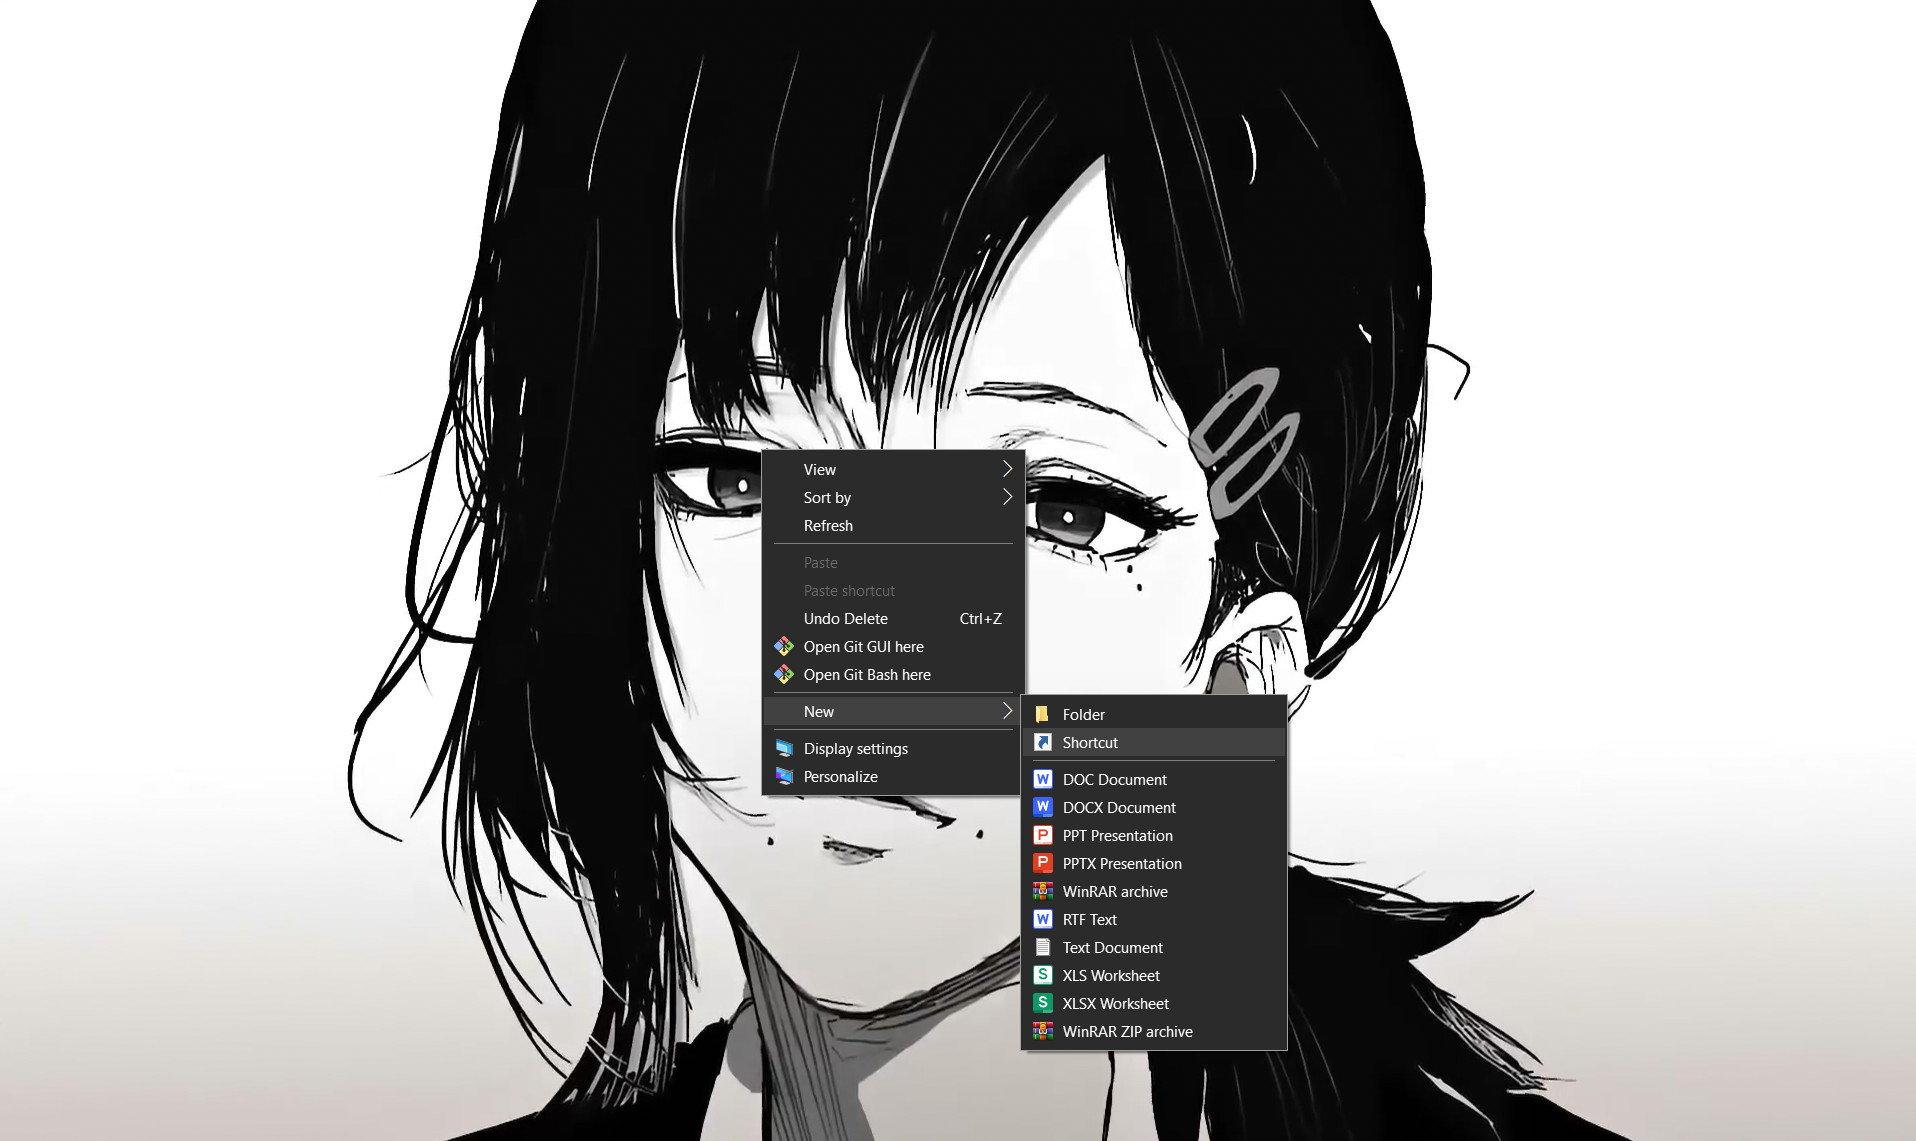 View
Sort by
Refresh
Paste
Paste shortcut
Undo Delete Ctrl+Z
Open Git GUI here
Open Git Bash here
New
Display settings
Personalize
Folder
Shortcut
DOC Document
DOCX Document
PPT Presentation
PPTX Presentation
WinRAR archive
RTF Text
Text Document
XLS Worksheet
XLSX Worksheet
WinRAR ZIP archive